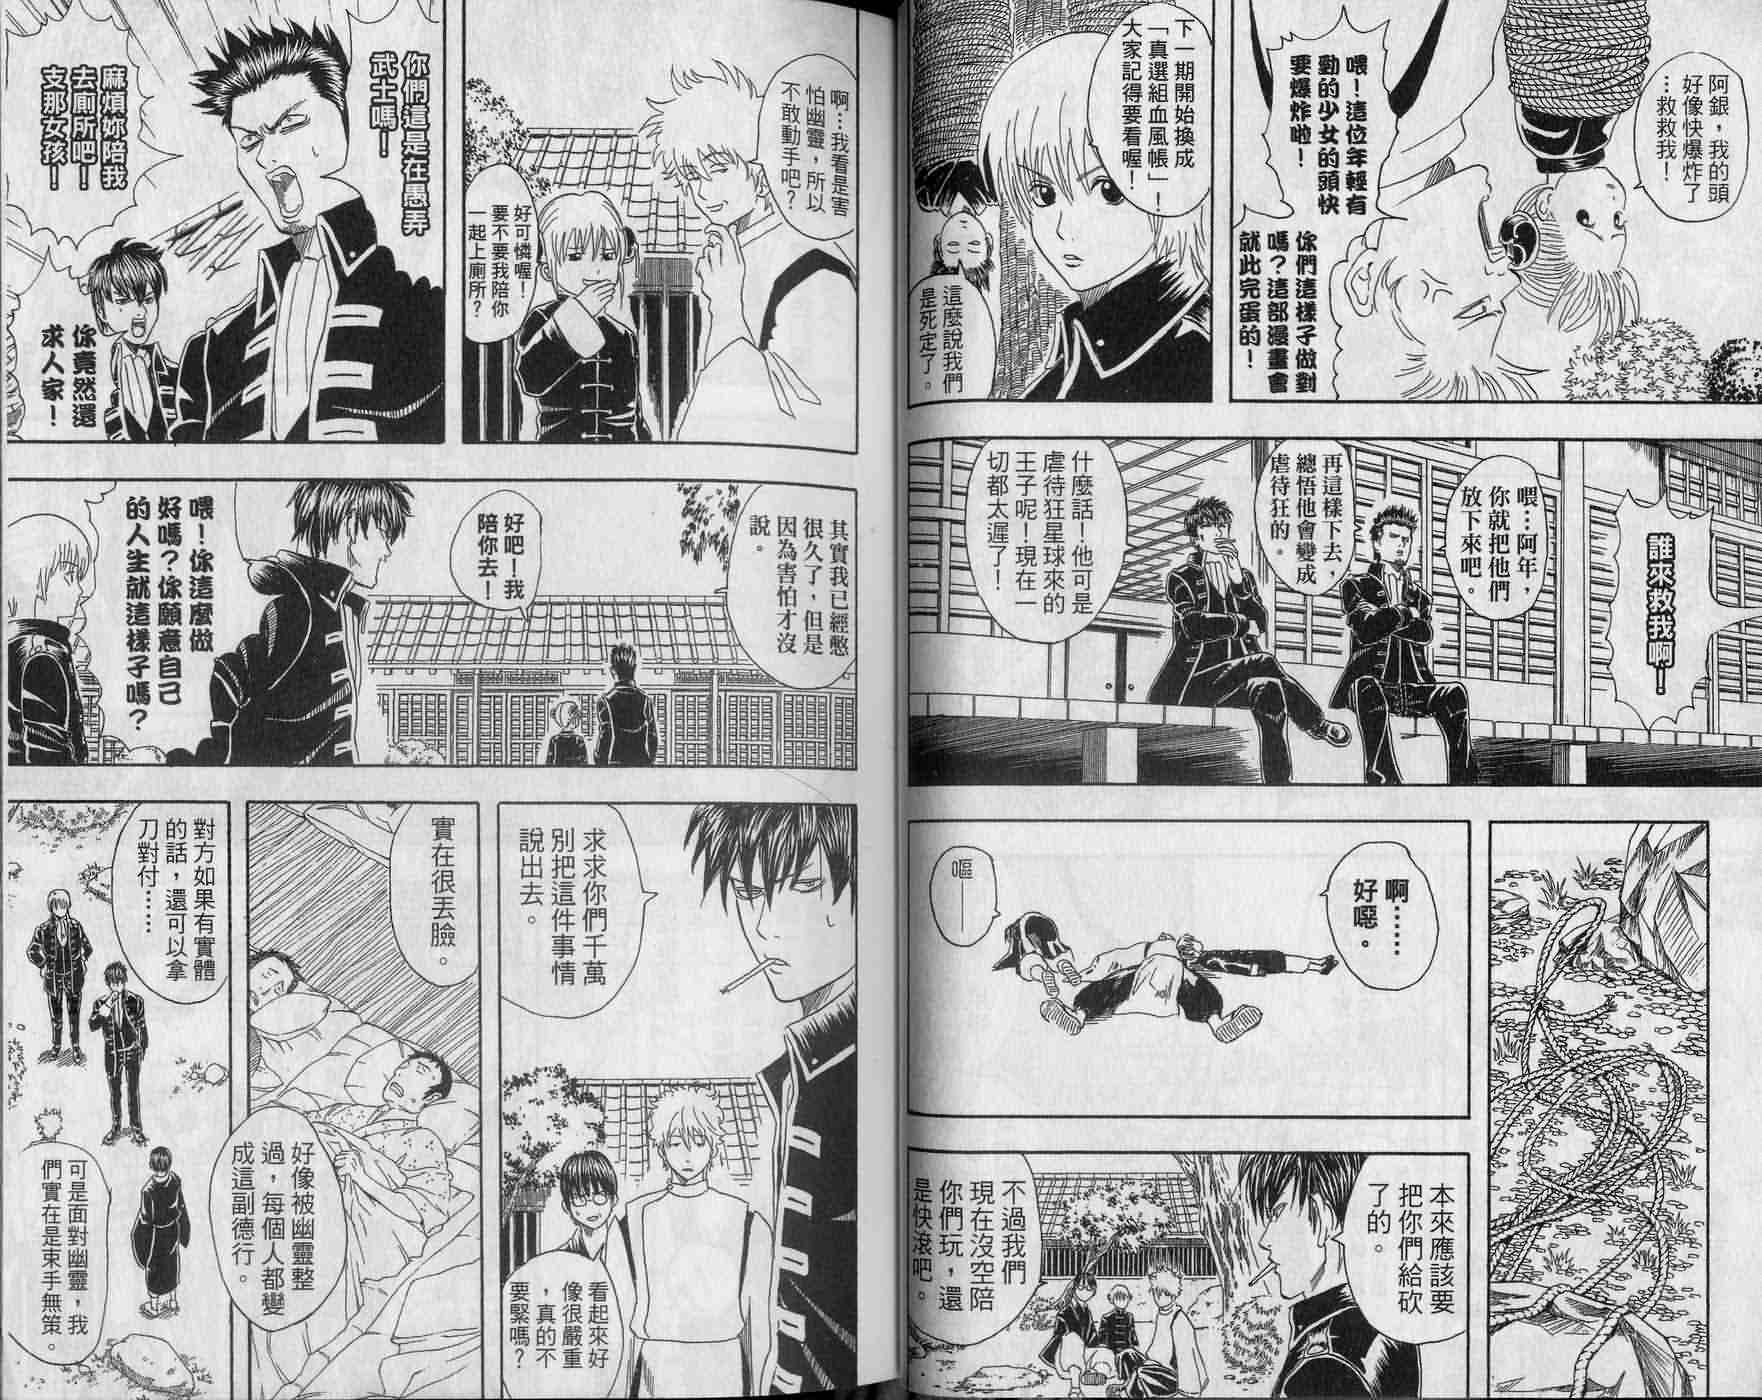 阿銀，我的頭
好像快爆炸了
…救救我！
喂！這位年輕有
勁的少女的頭快
要爆炸啦！
你們這樣子做對
嗎？這部漫畫會
就此完蛋的！
下一期開始換成
「真選組血風帳」！
大家記得要看喔！
這麼說我們
是死定了。
誰來救我啊！
喂…阿年，
你就把他們
放下來吧。
再這樣下去，
總悟他會變成
虐待狂的。
什麼話！他可是
虐待狂星球來的
王子呢！現在一
切都太遲了！
啊……
好噁。
嘔──
本來應該要
把你們給砍
了的。
不過我們
現在沒空陪
你們玩，還
是快滾吧。
啊…我看是害
怕幽靈，所以
不敢動手吧？
好可憐喔！
要不要我陪你
一起上廁所？
你們這是在愚弄
武士嗎！
麻煩妳陪我
去廁所吧！
支那女孩！
你竟然還
求人家！
其實我已經憋
很久了，但是
因為害怕才沒
說。
好吧！我
陪你去！
喂！你這麼做
好嗎？你願意自己
的人生就這樣子嗎？
求求你們千萬
別把這件事情
說出去。
看起來好
像很嚴重
，真的不
要緊嗎？
實在很丟臉。
好像被幽靈整
過，每個人都變
成這副德行。
對方如果有實體
的話，還可以拿
刀對付……
可是面對幽靈，我
們實在是束手無策。